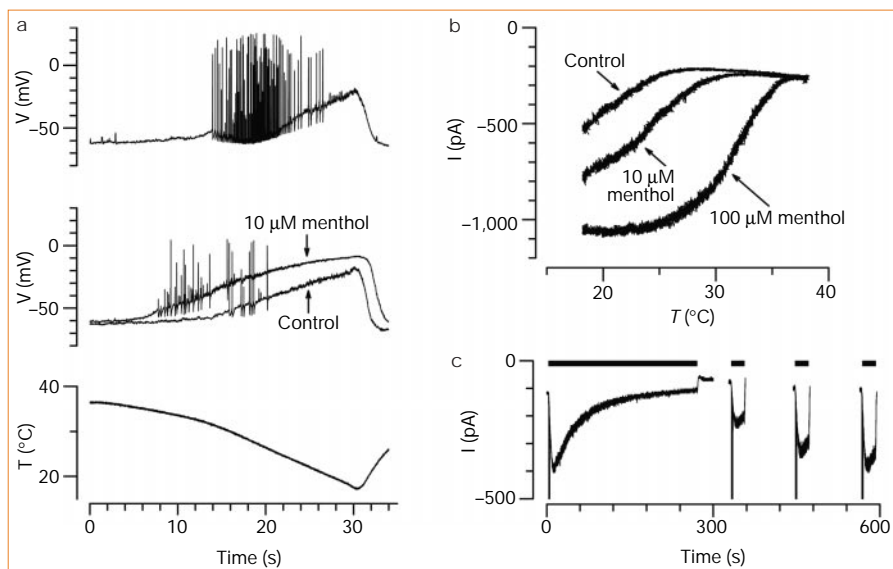 a
V (mV)
0
−50
10 μM menthol
V (mV)
0
−50
Control
T (°C)
40
20
0
10
20
30
Time (s)
b
I (pA)
0
−500
−1,000
Control
10 μM
menthol
100 μM menthol
20
30
40
T (°C)
c
I (pA)
0
−500
0
300
600
Time (s)